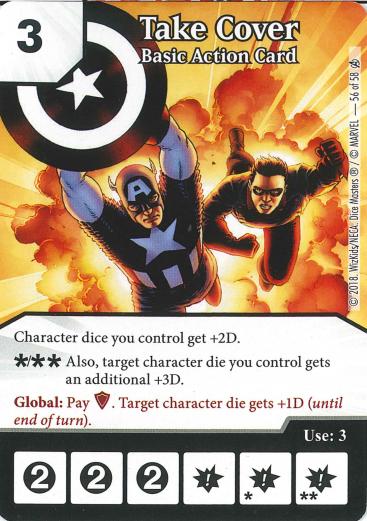 3
Take Cover
Basic Action Card
©2018. WizKids/NECA: Dice Masters ® / © MARVEL — 56 of 58
A
Character dice you control get +2D.
*/** Also, target character die you control gets
an additional +3D.
Global: Pay . Target character die gets +1D (until
end of turn).
Use: 3
2 2 2 ! ! !
* **